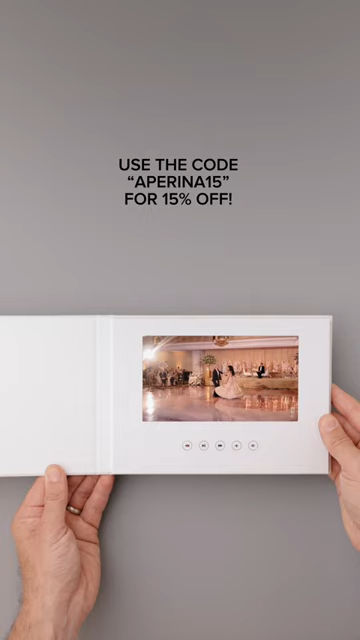 USE THE CODE
“APERINA15”
FOR 15% OFF!